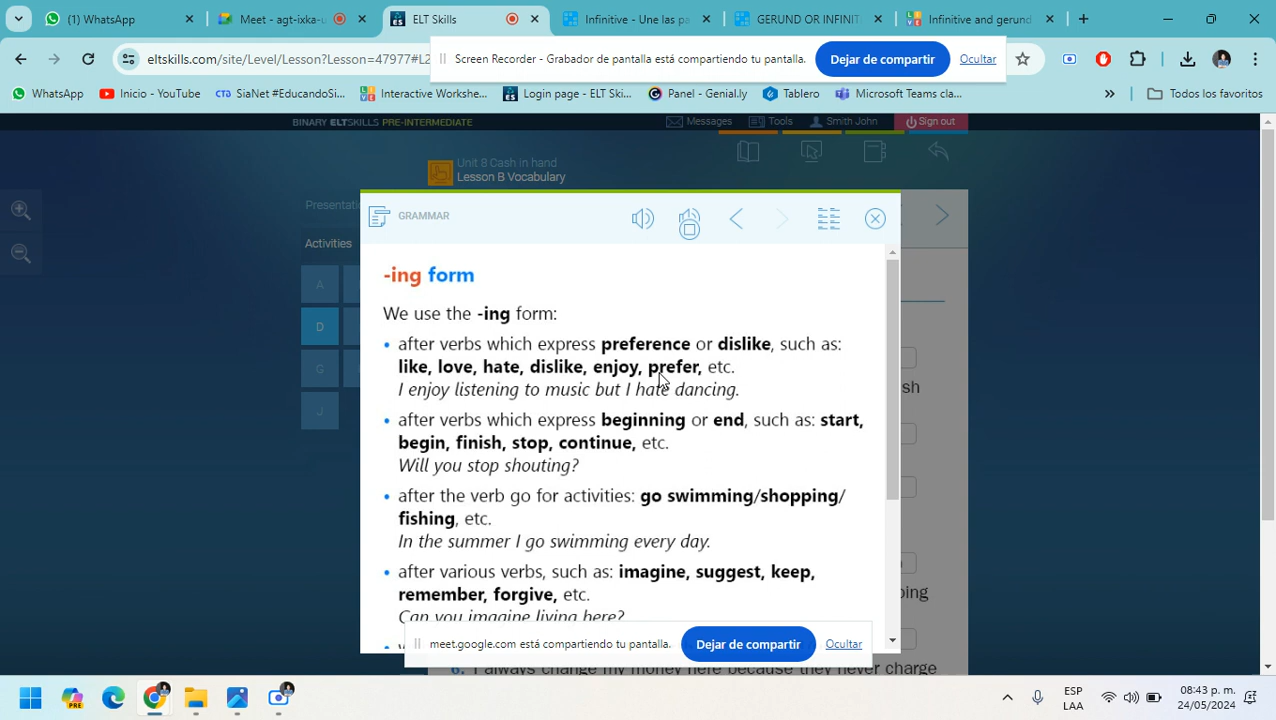 (1) WhatsApp
Meet - agt-ixka-u
ELT Skills
Infinitive - Une las pa
GERUND OR INFINIT
Infinitive and gerund
eltskills.com/site/Level/Lesson?Lesson=47977#L2
Screen Recorder - Grabador de pantalla está compartiendo tu pantalla.
Dejar de compartir
Ocultar
WhatsApp
Inicio - YouTube
SiaNet #EducandoSi...
Interactive Workshe...
Login page - ELT Ski...
Panel - Genial.ly
Tablero
Microsoft Teams cla...
Todos los favoritos
BINARY ELTSKILLS PRE-INTERMEDIATE
Messages
Tools
Smith John
Sign out
Unit 8 Cash in hand
Lesson B Vocabulary
Presentatio
Activities
A
D
G
J
GRAMMAR
-ing form
We use the -ing form:
• after verbs which express preference or dislike, such as:
like, love, hate, dislike, enjoy, prefer, etc.
I enjoy listening to music but I hate dancing.
• after verbs which express beginning or end, such as: start,
begin, finish, stop, continue, etc.
Will you stop shouting?
• after the verb go for activities: go swimming/shopping/
fishing, etc.
In the summer I go swimming every day.
• after various verbs, such as: imagine, suggest, keep,
remember, forgive, etc.
Can you imagine living here?
sh
ping
meet.google.com está compartiendo tu pantalla.
Dejar de compartir
Ocultar
6. I always change my money here because they never charge
ESP
LAA
08:43 p. m.
24/05/2024